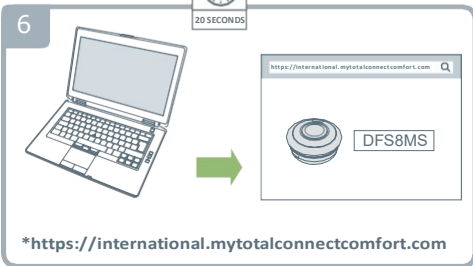 20 SECONDS
6
https://international.mytotalconnectcomfort.com
DFS8MS
*https://international.mytotalconnectcomfort.com